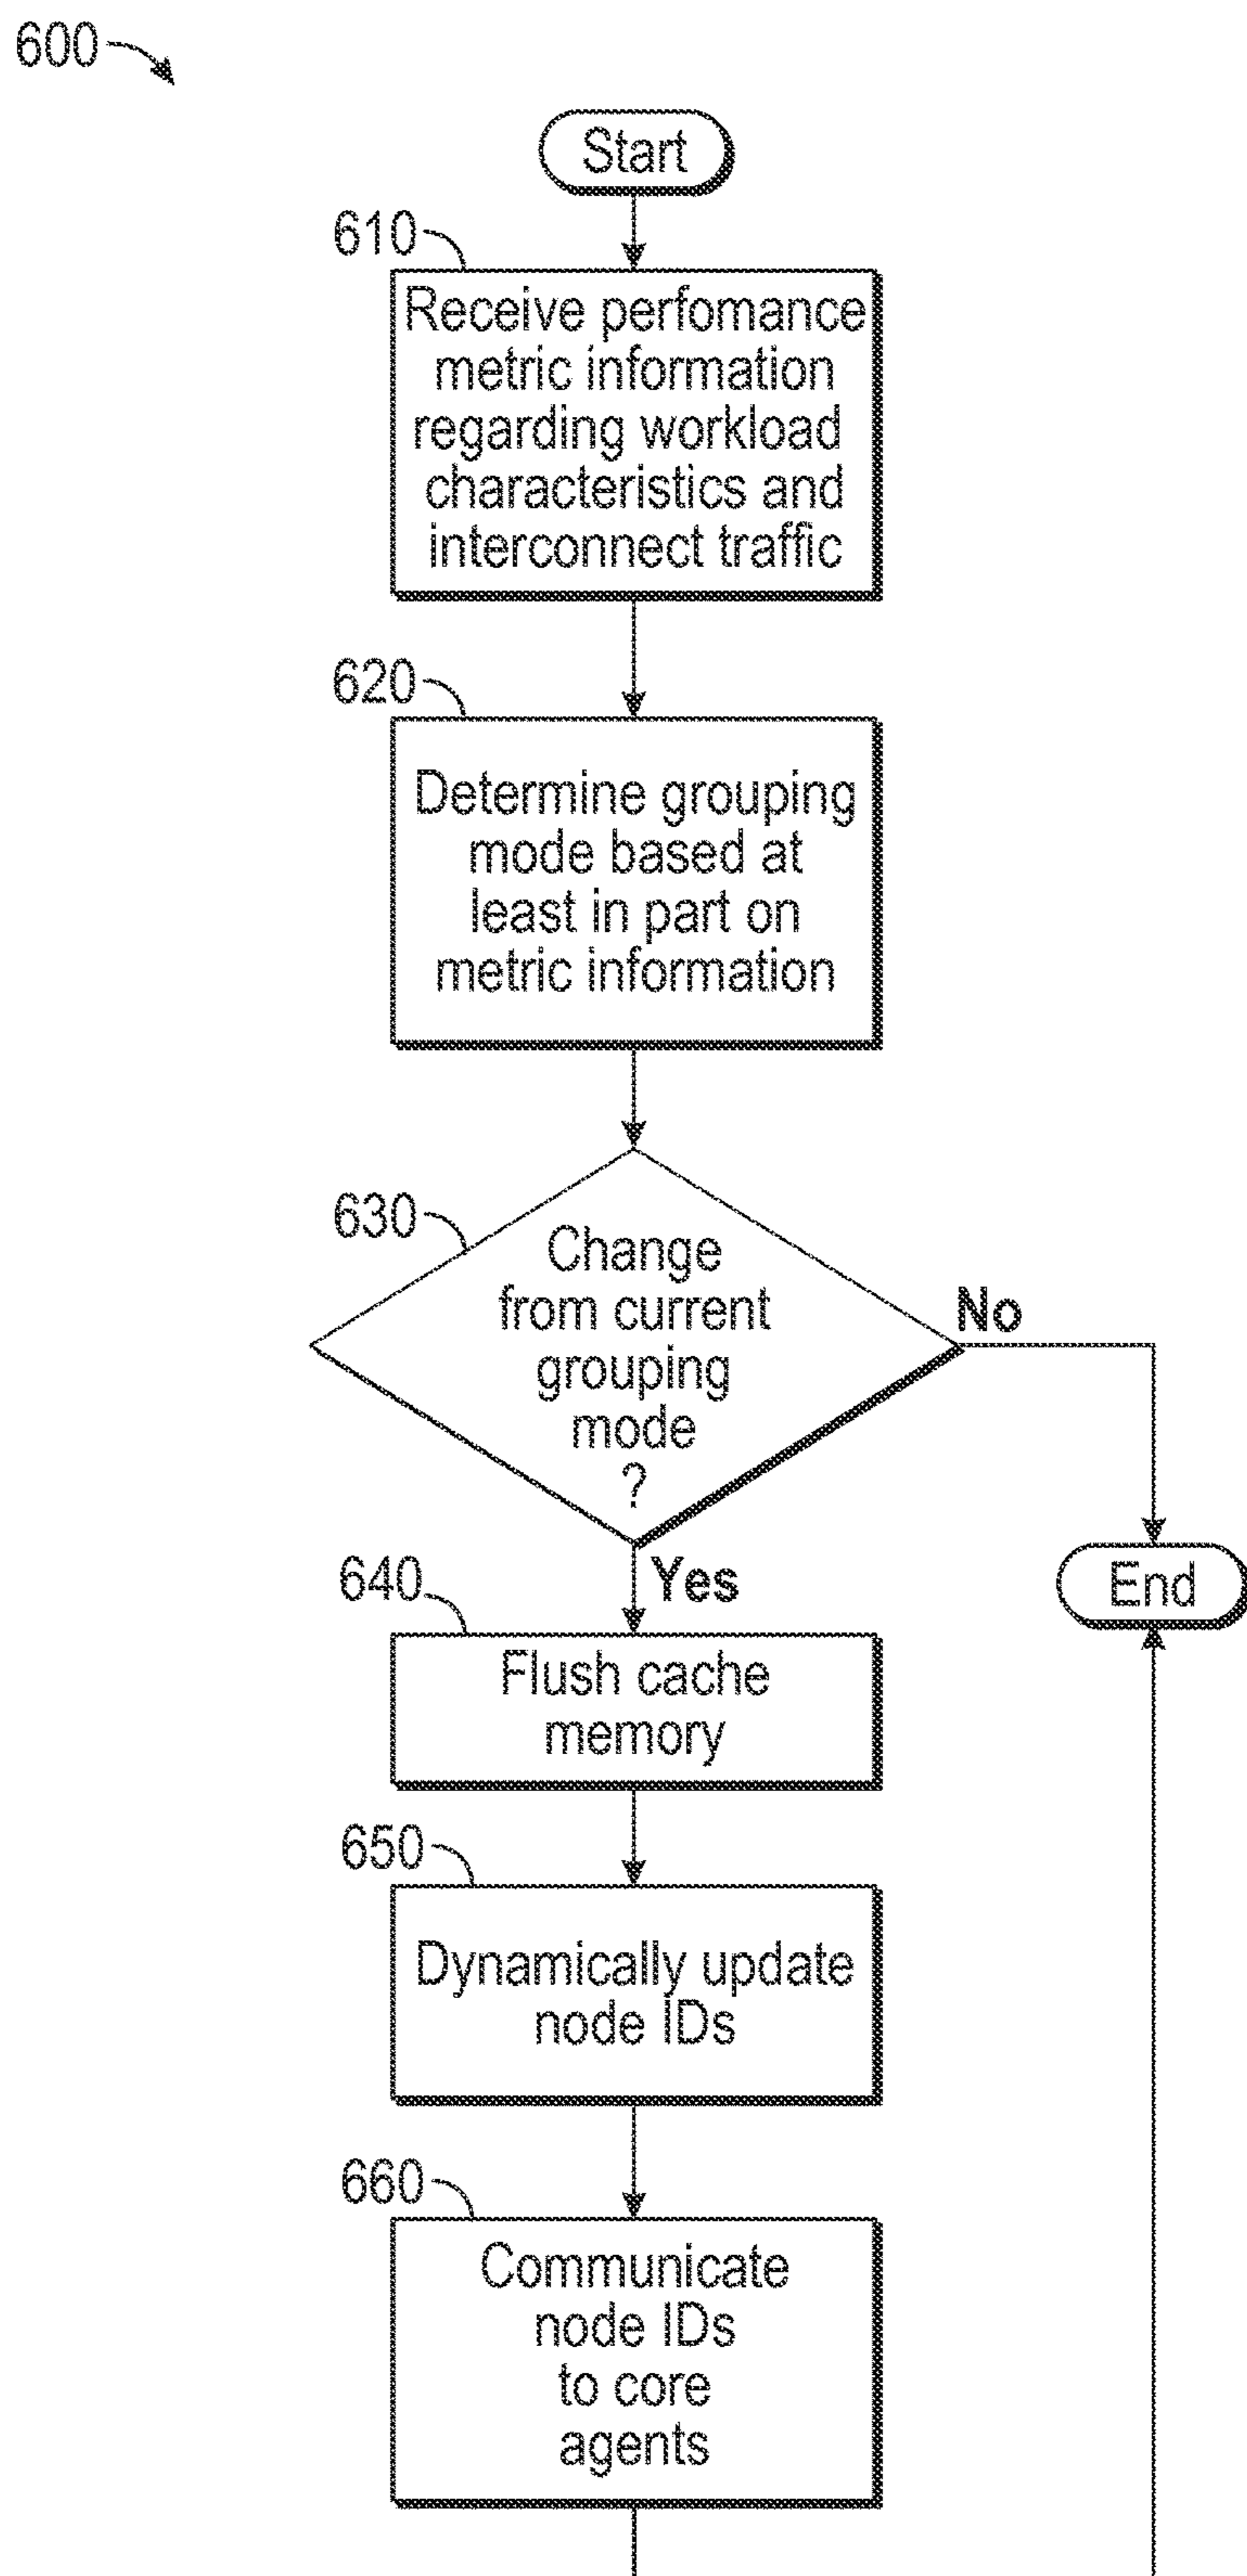 600
Start
610
Receive perfomance
metric information
regarding workload
characteristics and
interconnect traffic
620
Determine grouping
mode based at
least in part on
metric information
630
Change
from current
grouping
mode
?
No
Yes
End
640
Flush cache
memory
650
Dynamically update
node IDs
660
Communicate
node IDs
to core
agents